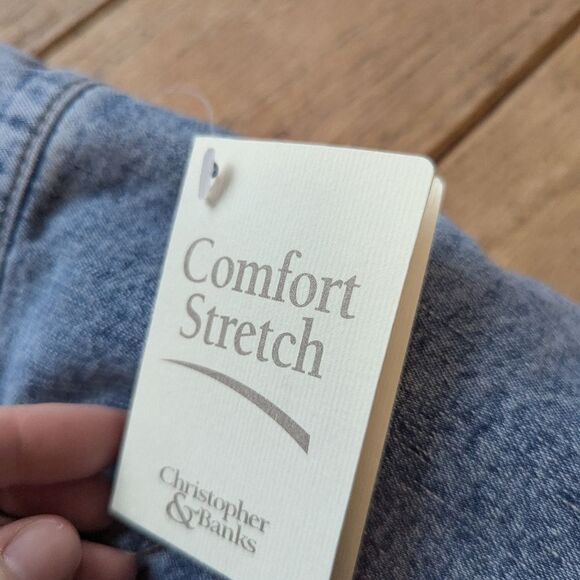 Comfort
Stretch
Christopher
& Banks